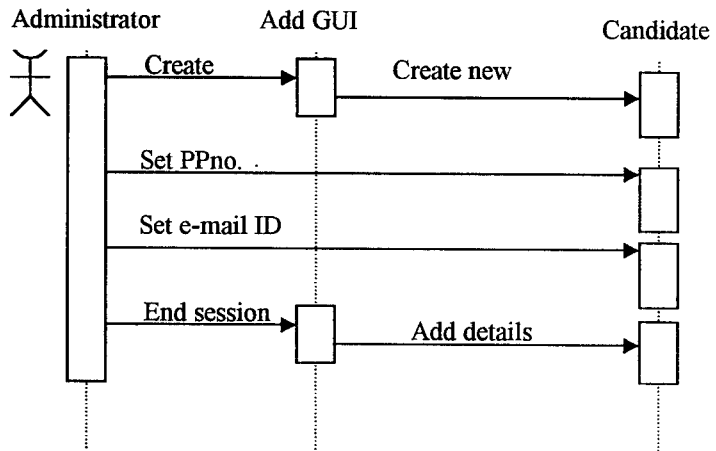 Administrator
Add GUI
Candidate
Create
Create new
Set PPno.
Set e-mail ID
End session
Add details